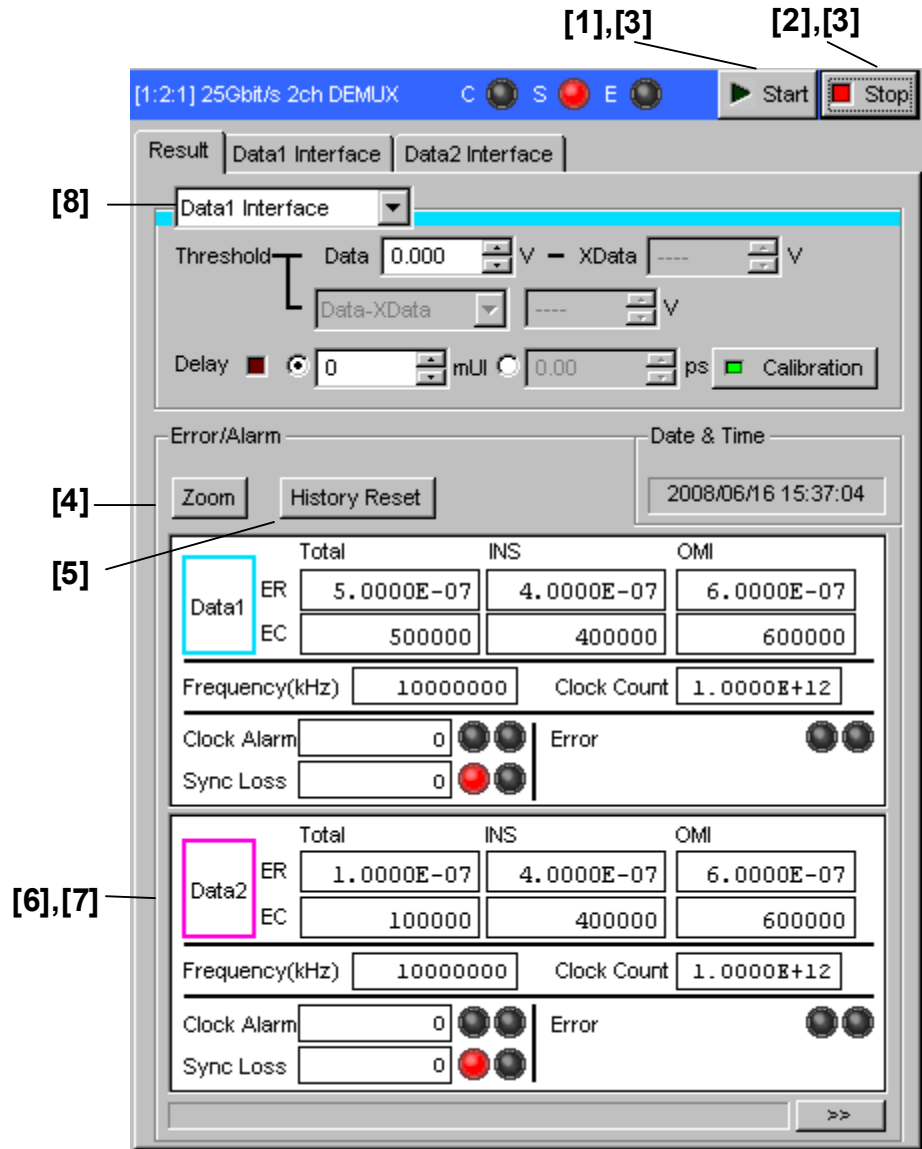 [1],[3] [2],[3]
[1:2:1] 25Gbit/s 2ch DEMUX C S E Start Stop
Result Data1 Interface Data2 Interface
[8] Data1 Interface
Threshold Data 0.000 V - XData ---- V
Data-XData ---- V
Delay 0 mUI 0.00 ps Calibration
Error/Alarm Date & Time
[4] Zoom History Reset 2008/06/16 15:37:04
[5]
Total INS OMI
Data1 ER 5.0000E-07 4.0000E-07 6.0000E-07
EC 500000 400000 600000
Frequency(kHz) 10000000 Clock Count 1.0000E+12
Clock Alarm 0 Error
Sync Loss 0
Total INS OMI
[6],[7] Data2 ER 1.0000E-07 4.0000E-07 6.0000E-07
EC 100000 400000 600000
Frequency(kHz) 10000000 Clock Count 1.0000E+12
Clock Alarm 0 Error
Sync Loss 0
>>